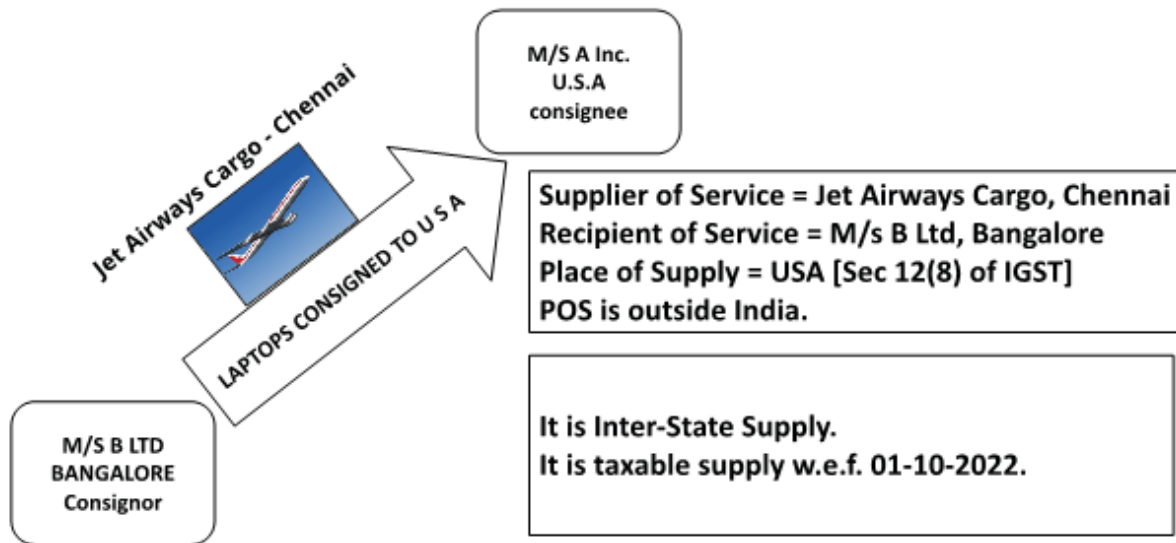 M/S A Inc.
U.S.A
consignee
Jet Airways Cargo - Chennai
LAPTOPS CONSIGNED TO U S A
Supplier of Service = Jet Airways Cargo, Chennai
Recipient of Service = M/s B Ltd, Bangalore
Place of Supply = USA [Sec 12(8) of IGST]
POS is outside India.
It is Inter-State Supply.
It is taxable supply w.e.f. 01-10-2022.
M/S B LTD
BANGALORE
Consignor